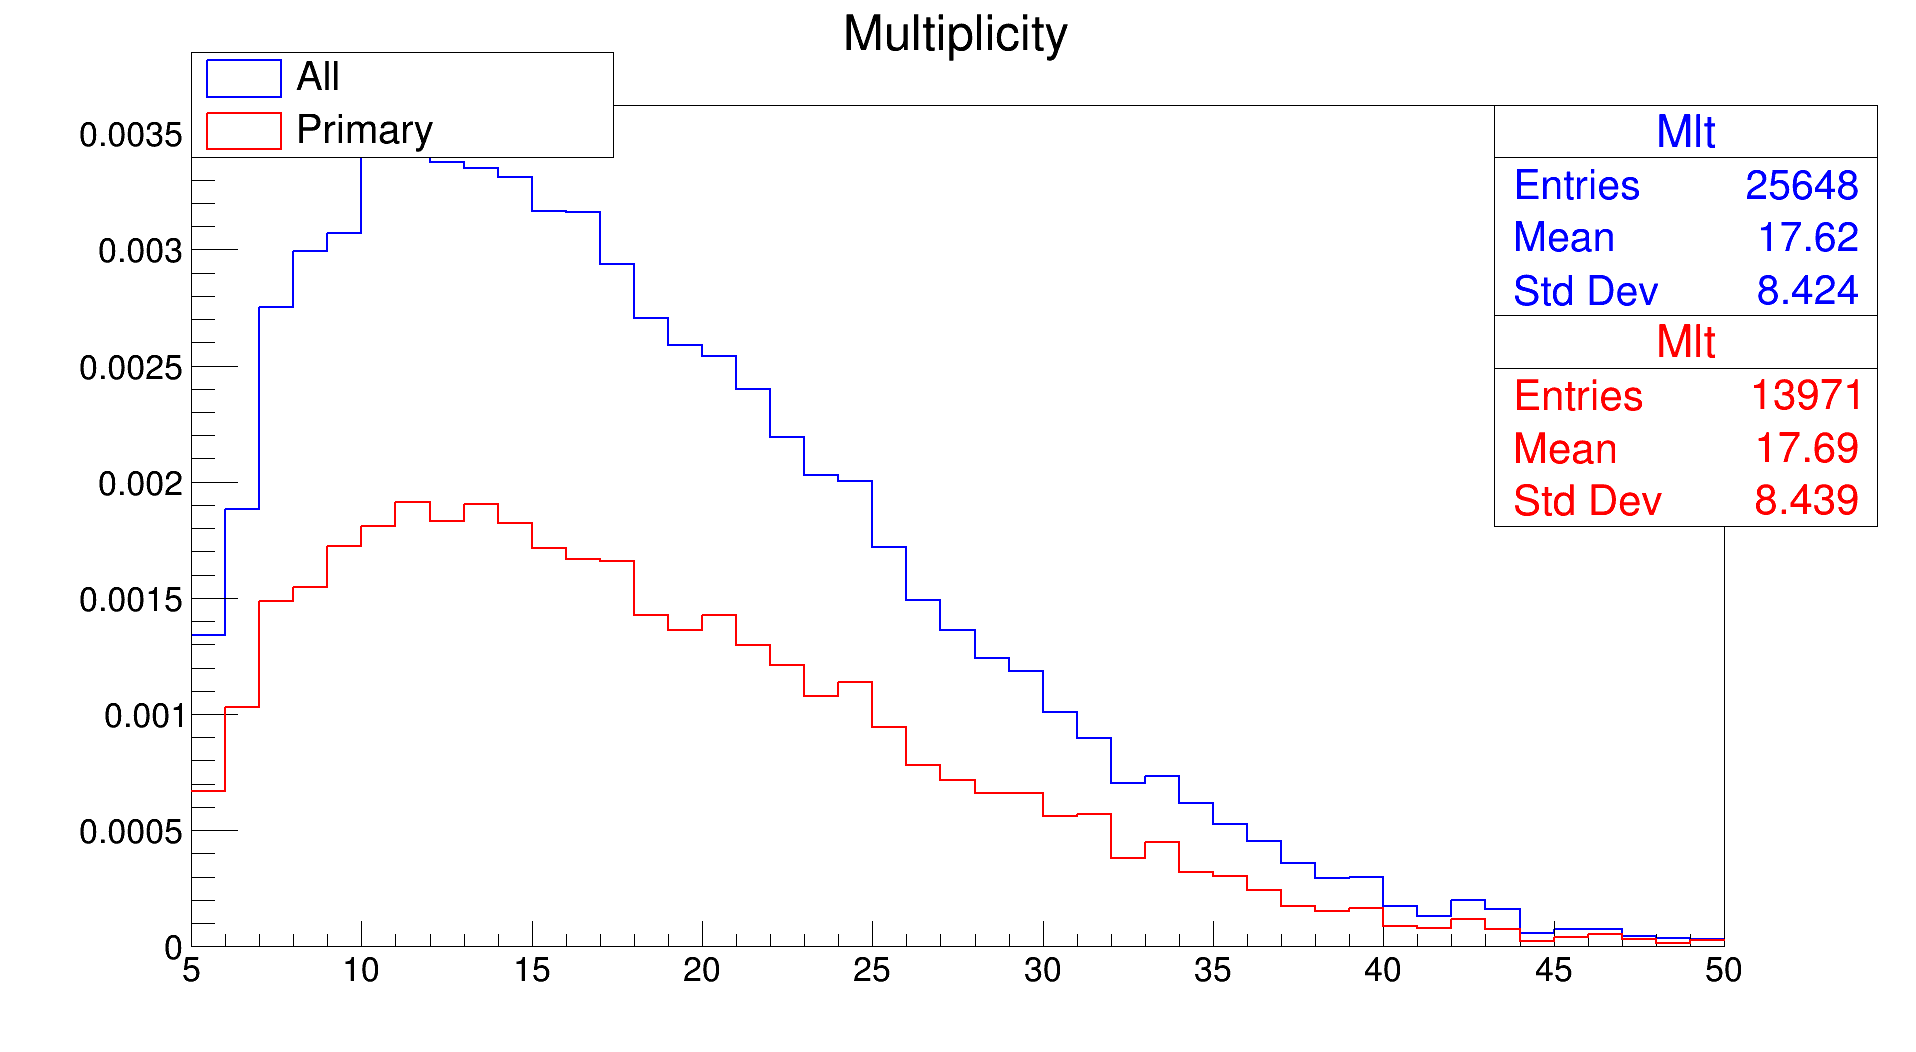 Multiplicity
All
Primary
Mlt
Entries 25648
Mean 17.62
Std Dev 8.424
Mlt
Entries 13971
Mean 17.69
Std Dev 8.439
0.0035
0.003
0.0025
0.002
0.0015
0.001
0.0005
0
5 10 15 20 25 30 35 40 45 50